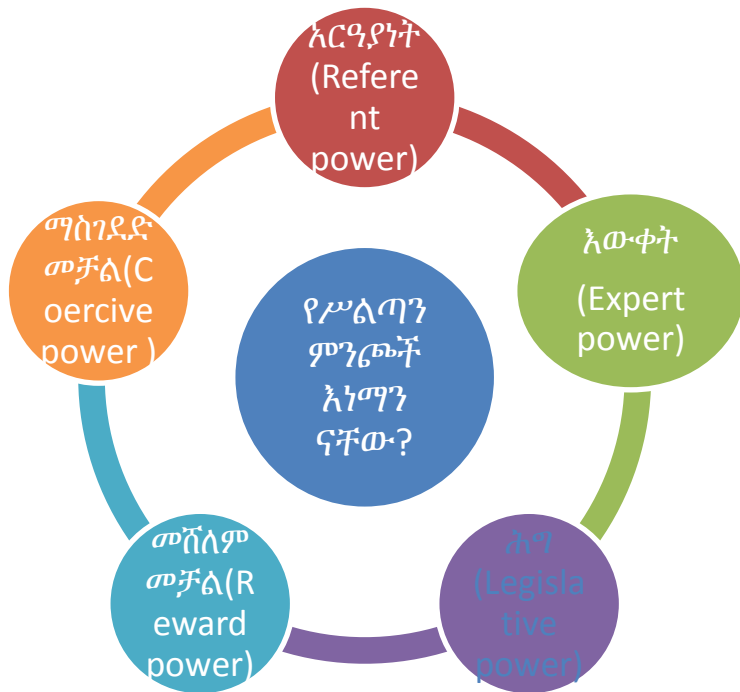 አርዓያነት
(Refere
nt
power)
እውቀት
(Expert
power)
ሕግ
(Legisla
tive
power)
መሸለም
መቻል(R
eward
power)
ማስገደድ
መቻል(C
oercive
power )
የሥልጣን
ምንጮች
እነማን
ናቸው?